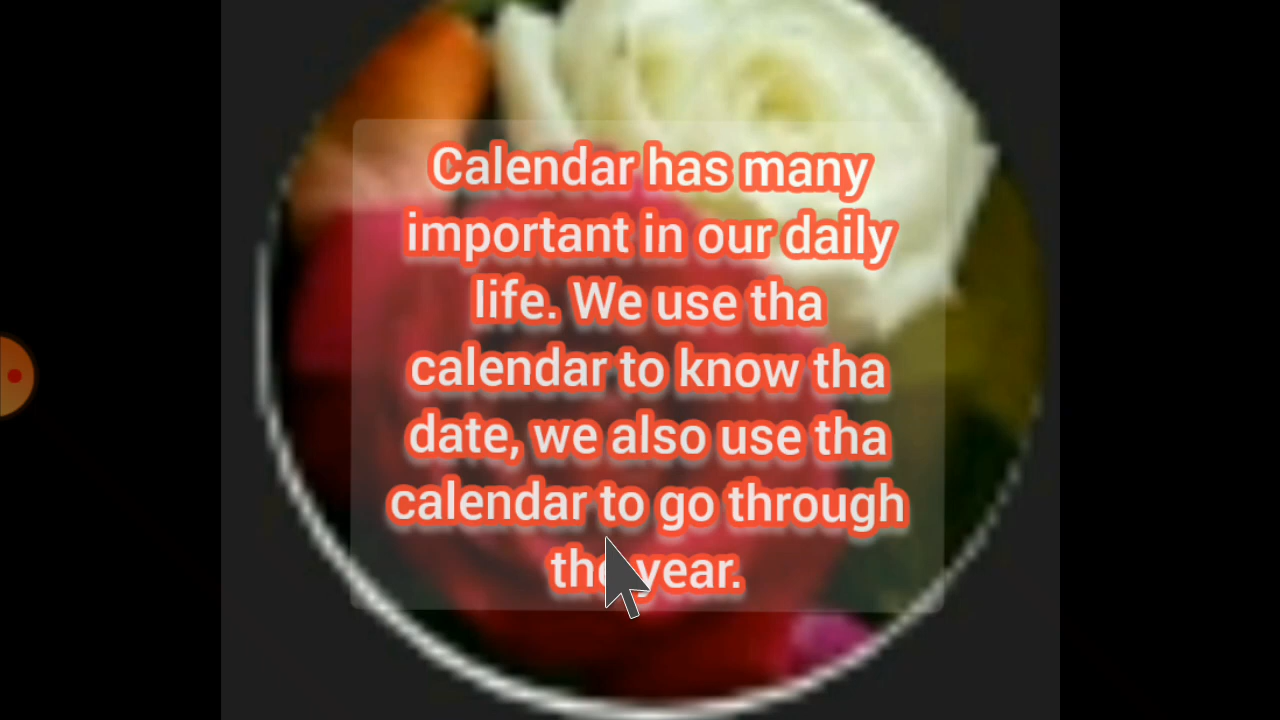 Calendar has many
important in our daily
life. We use tha
calendar to know tha
date, we also use tha
calendar to go through
the year.